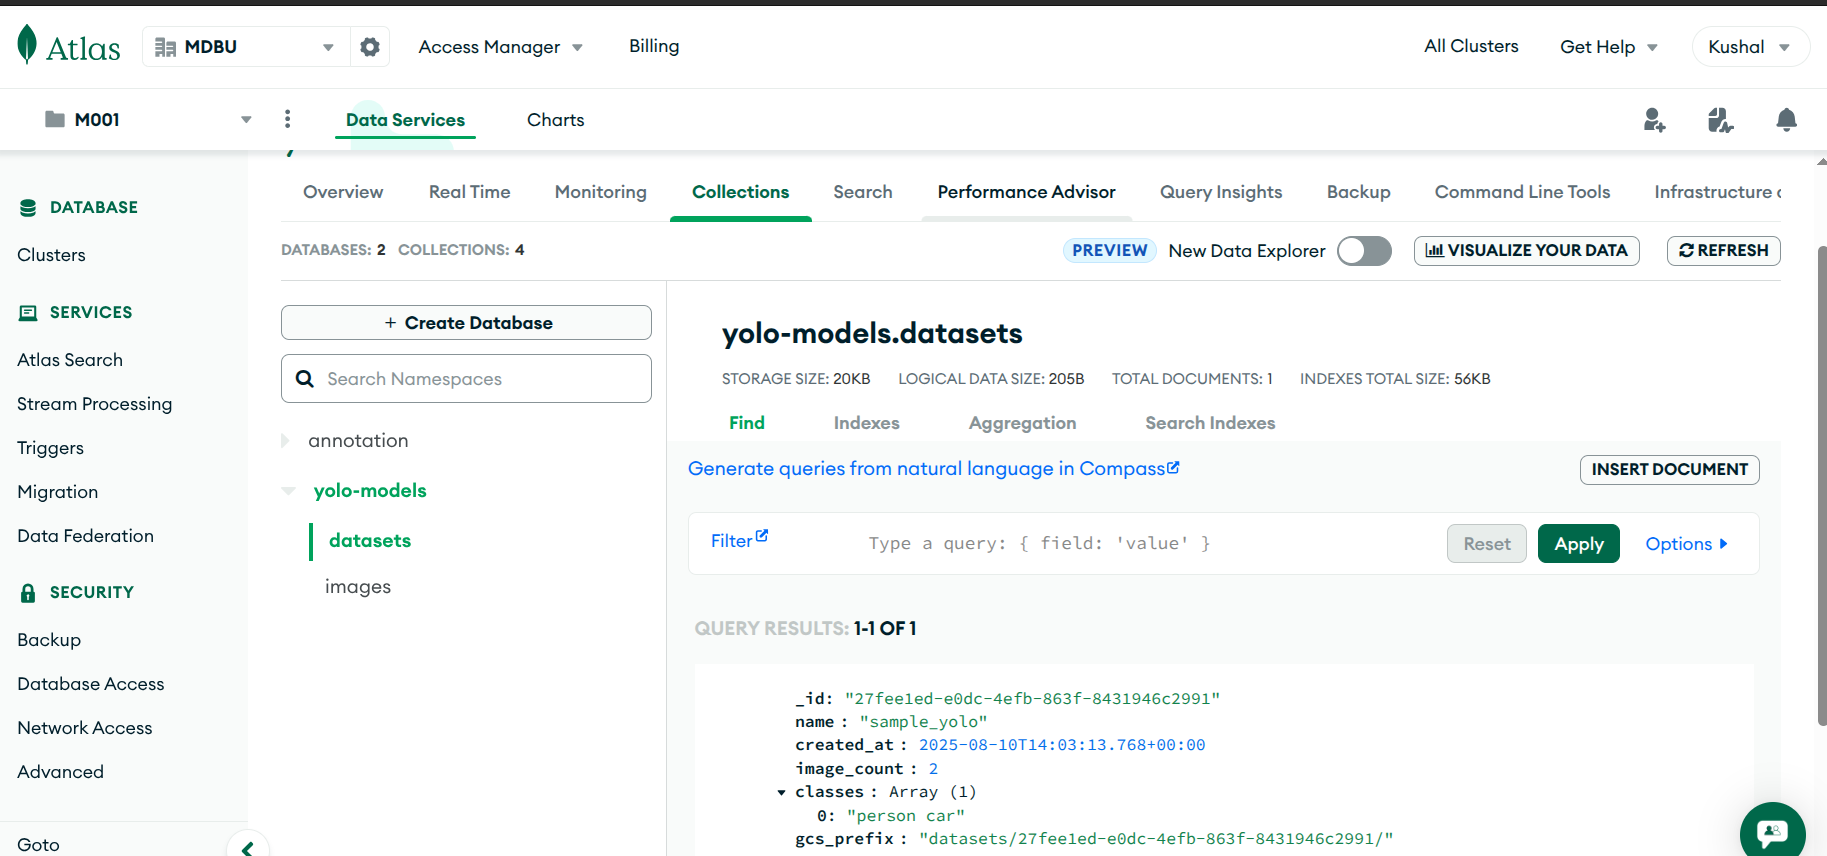 Atlas
MDBU
Access Manager
Billing
All Clusters
Get Help
Kushal
M001
Data Services
Charts
Overview
Real Time
Monitoring
Collections
Search
Performance Advisor
Query Insights
Backup
Command Line Tools
Infrastructure
DATABASE
Clusters
SERVICES
Atlas Search
Stream Processing
Triggers
Migration
Data Federation
SECURITY
Backup
Database Access
Network Access
Advanced
Goto
DATABASES: 2 COLLECTIONS: 4
PREVIEW New Data Explorer
VISUALIZE YOUR DATA
REFRESH
+ Create Database
Search Namespaces
annotation
yolo-models
datasets
images
yolo-models.datasets
STORAGE SIZE: 20KB LOGICAL DATA SIZE: 205B TOTAL DOCUMENTS: 1 INDEXES TOTAL SIZE: 56KB
Find
Indexes
Aggregation
Search Indexes
Generate queries from natural language in Compass
INSERT DOCUMENT
Filter
Type a query: { field: 'value' }
Reset
Apply
Options
QUERY RESULTS: 1-1 OF 1
_id: "27fee1ed-e0dc-4efb-863f-8431946c2991"
name : "sample_yolo"
created_at : 2025-08-10T14:03:13.768+00:00
image_count : 2
classes : Array (1)
0: "person car"
gcs_prefix : "datasets/27fee1ed-e0dc-4efb-863f-8431946c2991/"